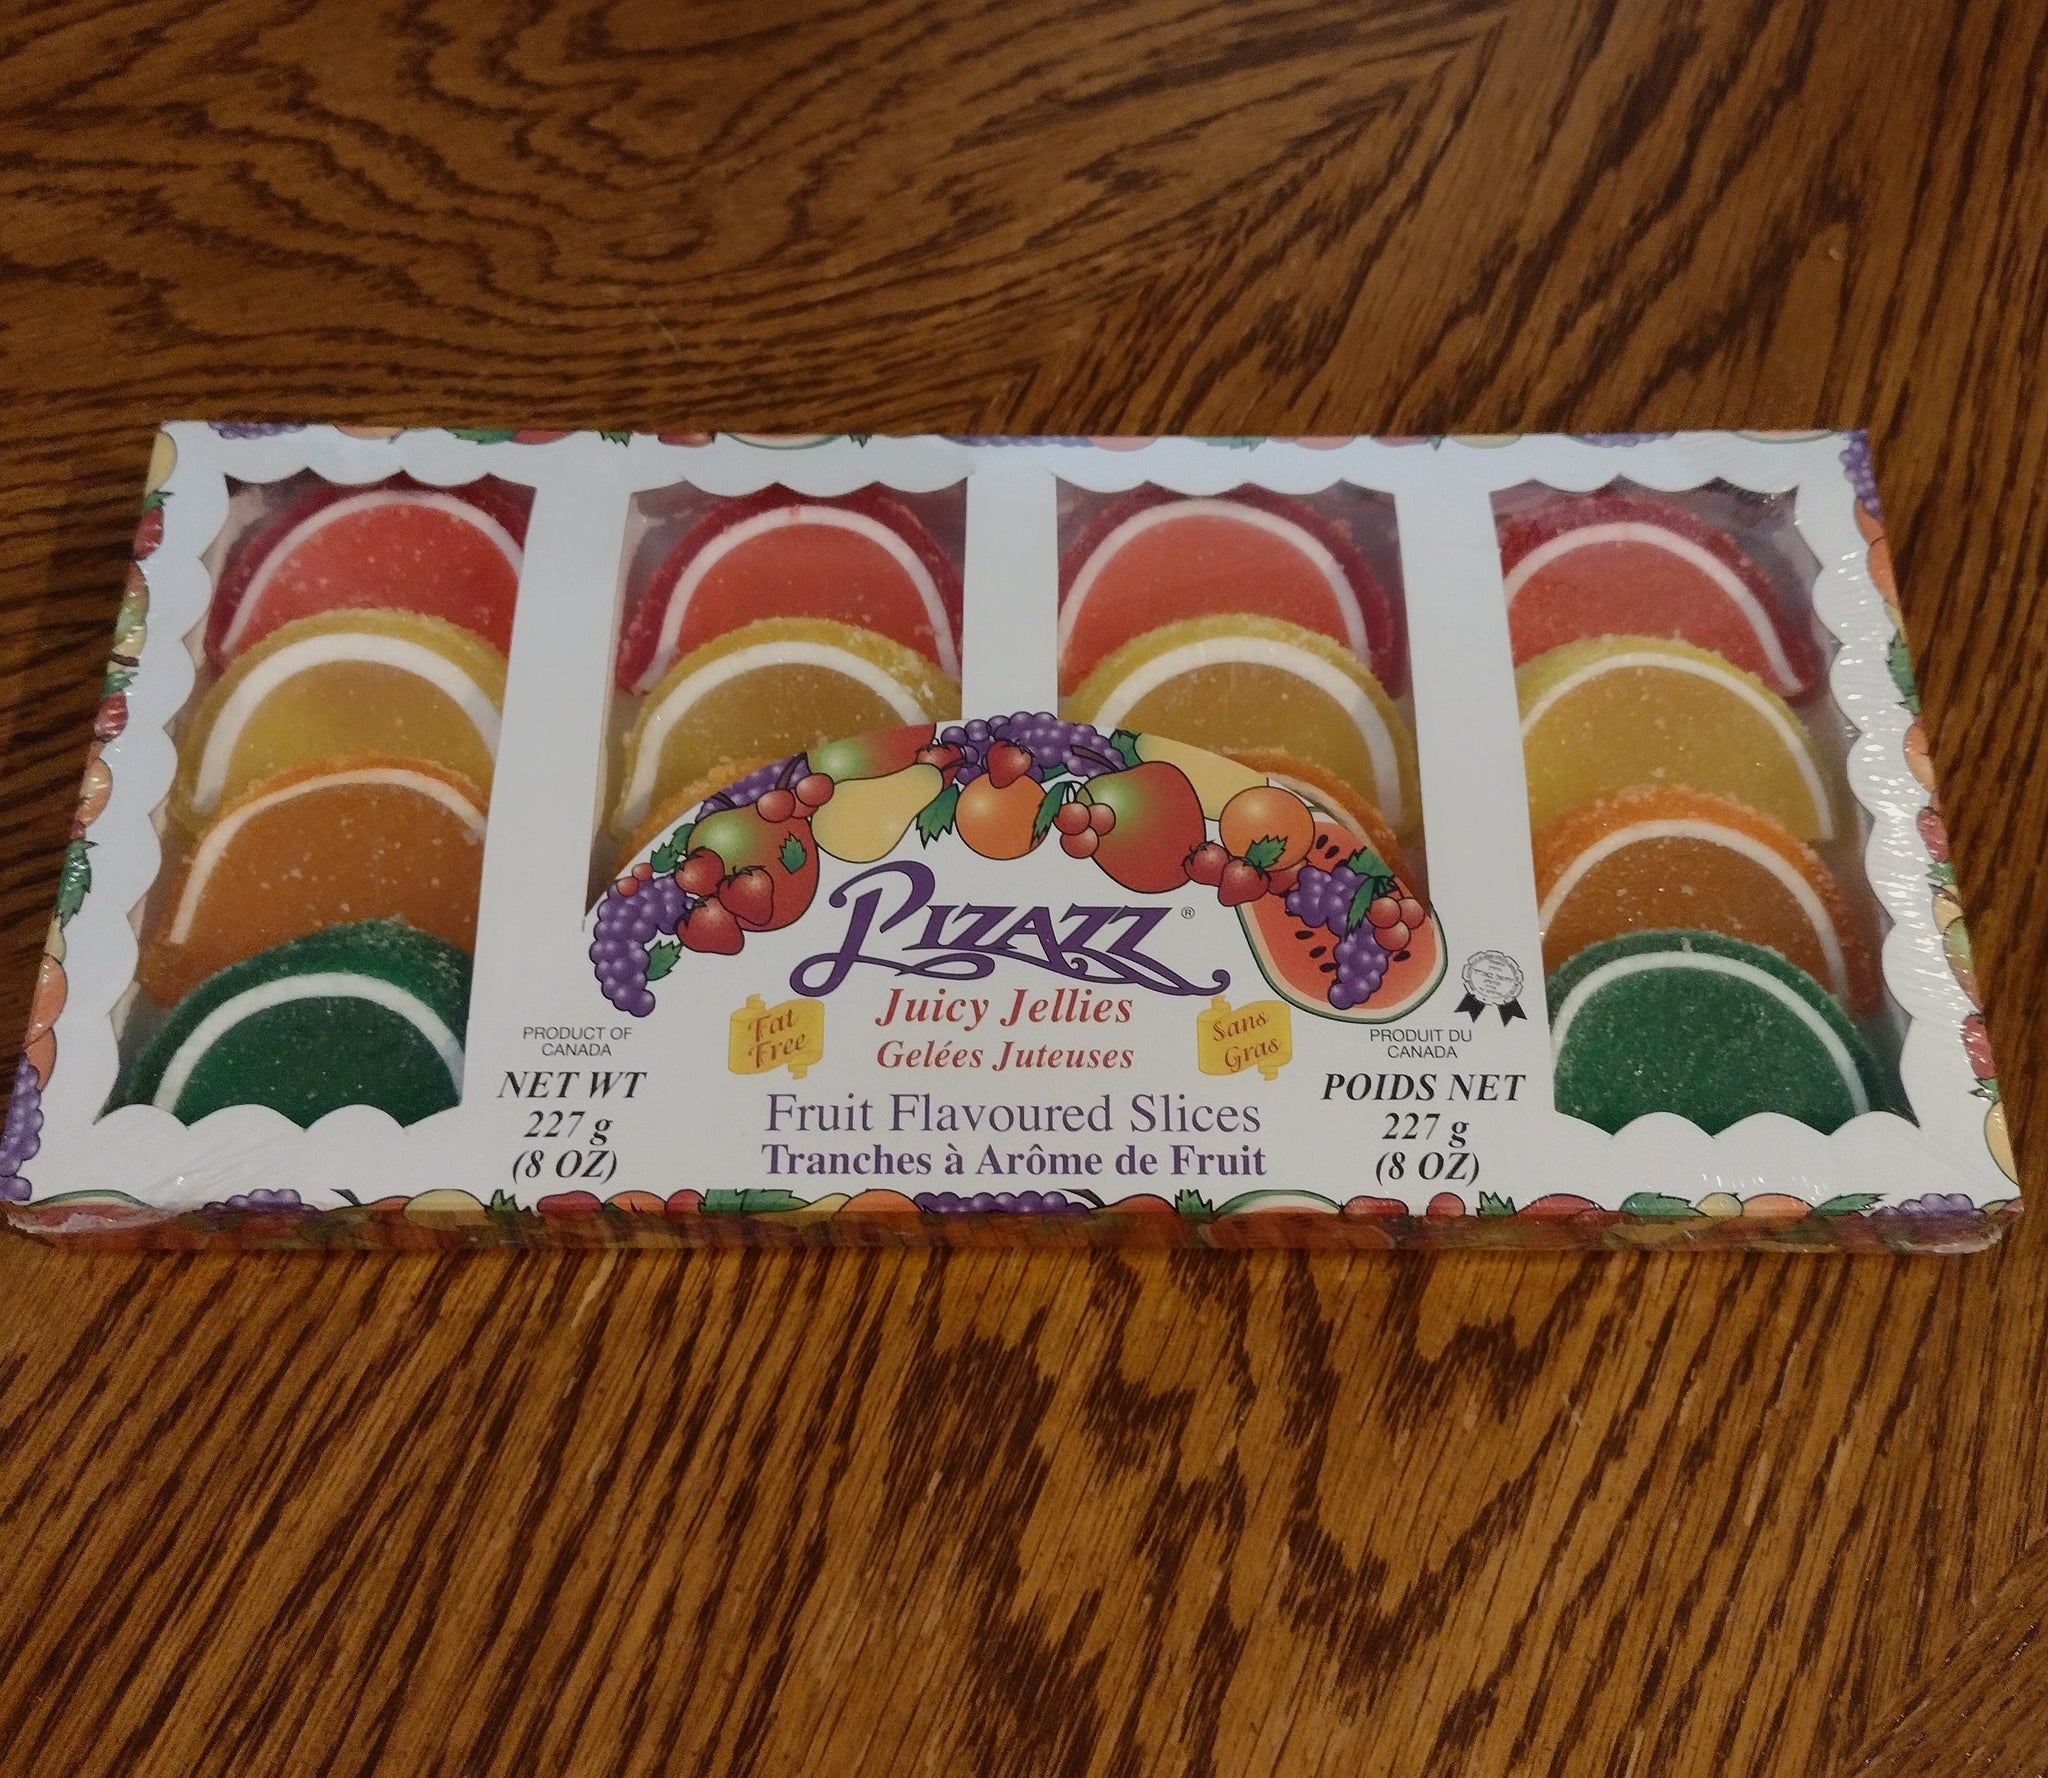 PIZAZZ®
Juicy Jellies
Gelées Juteuses
Fat
Free
Sans
Gras
Fruit Flavoured Slices
Tranches à Arôme de Fruit
PRODUCT OF
CANADA
NET WT
227 g
(8 OZ)
PRODUIT DU
CANADA
POIDS NET
227 g
(8 OZ)